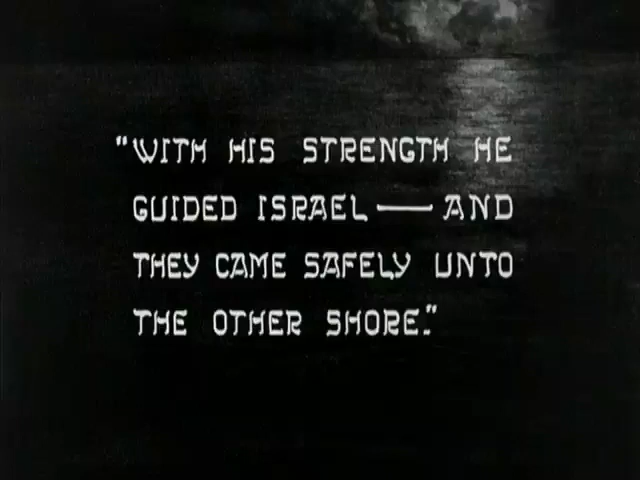 "WITH HIS STRENGTH HE
GUIDED ISRAEL — AND
THEY CAME SAFELY UNTO
THE OTHER SHORE."